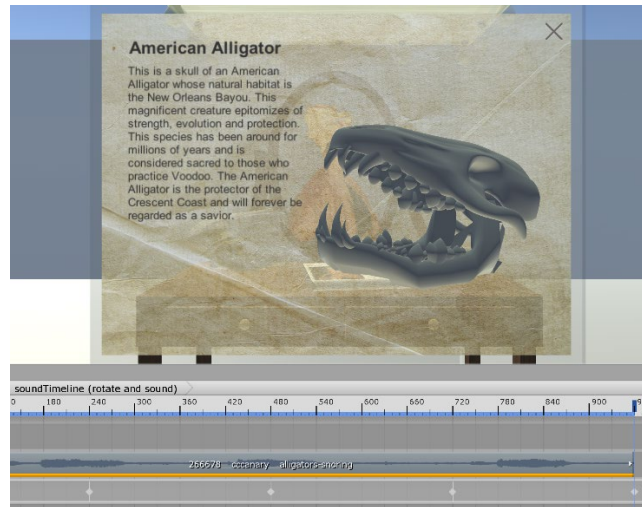 American Alligator
This is a skull of an American
Alligator whose natural habitat is
the New Orleans Bayou. This
magnificent creature epitomizes of
strength, evolution and protection.
This species has been around for
millions of years and is
considered sacred to those who
practice Voodoo. The American
Alligator is the protector of the
Crescent Coast and will forever be
regarded as a savior.
soundTimeline (rotate and sound)
0 180 240 300 360 420 480 540 600 660 720 780 840 900 9
alligators-snoring